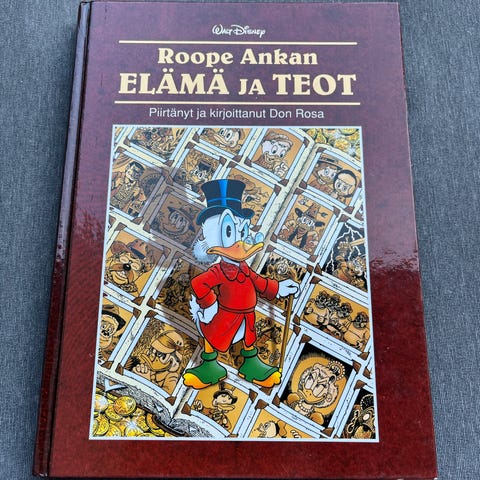 Walt Disney
Roope Ankan
ELÄMÄ JA TEOT
Piirtänyt ja kirjoittanut Don Rosa